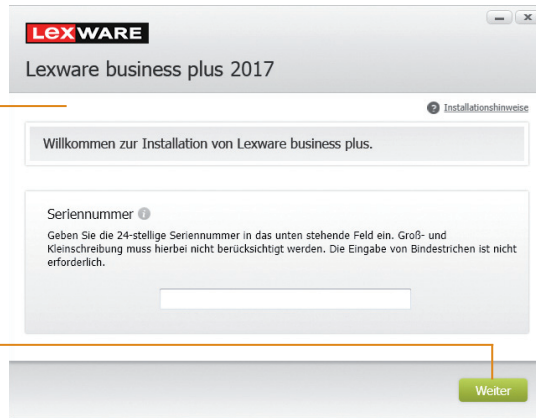 LEXWARE
Lexware business plus 2017
Installationshinweise
Willkommen zur Installation von Lexware business plus.
Seriennummer
Geben Sie die 24-stellige Seriennummer in das unten stehende Feld ein. Groß- und
Kleinschreibung muss hierbei nicht berücksichtigt werden. Die Eingabe von Bindestrichen ist nicht
erforderlich.
Weiter